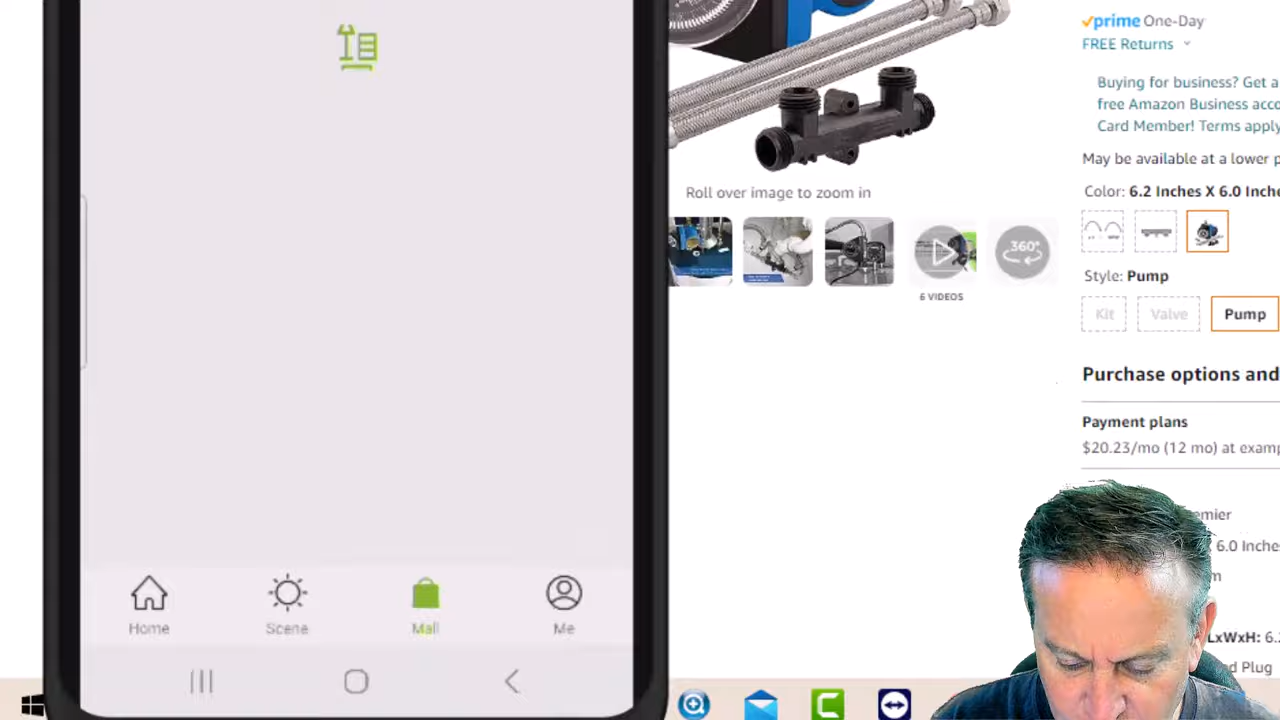 Home
Scene
Mall
Me
Roll over image to zoom in
360°
6 VIDEOS
prime One-Day
FREE Returns
Buying for business? Get a
free Amazon Business acco
Card Member! Terms apply
May be available at a lower p
Color: 6.2 Inches X 6.0 Inche
Style: Pump
Kit
Valve
Pump
Purchase options and
Payment plans
$20.23/mo (12 mo) at examp
emier
6.0 Inche
m
LxWxH: 6.
d Plug
C